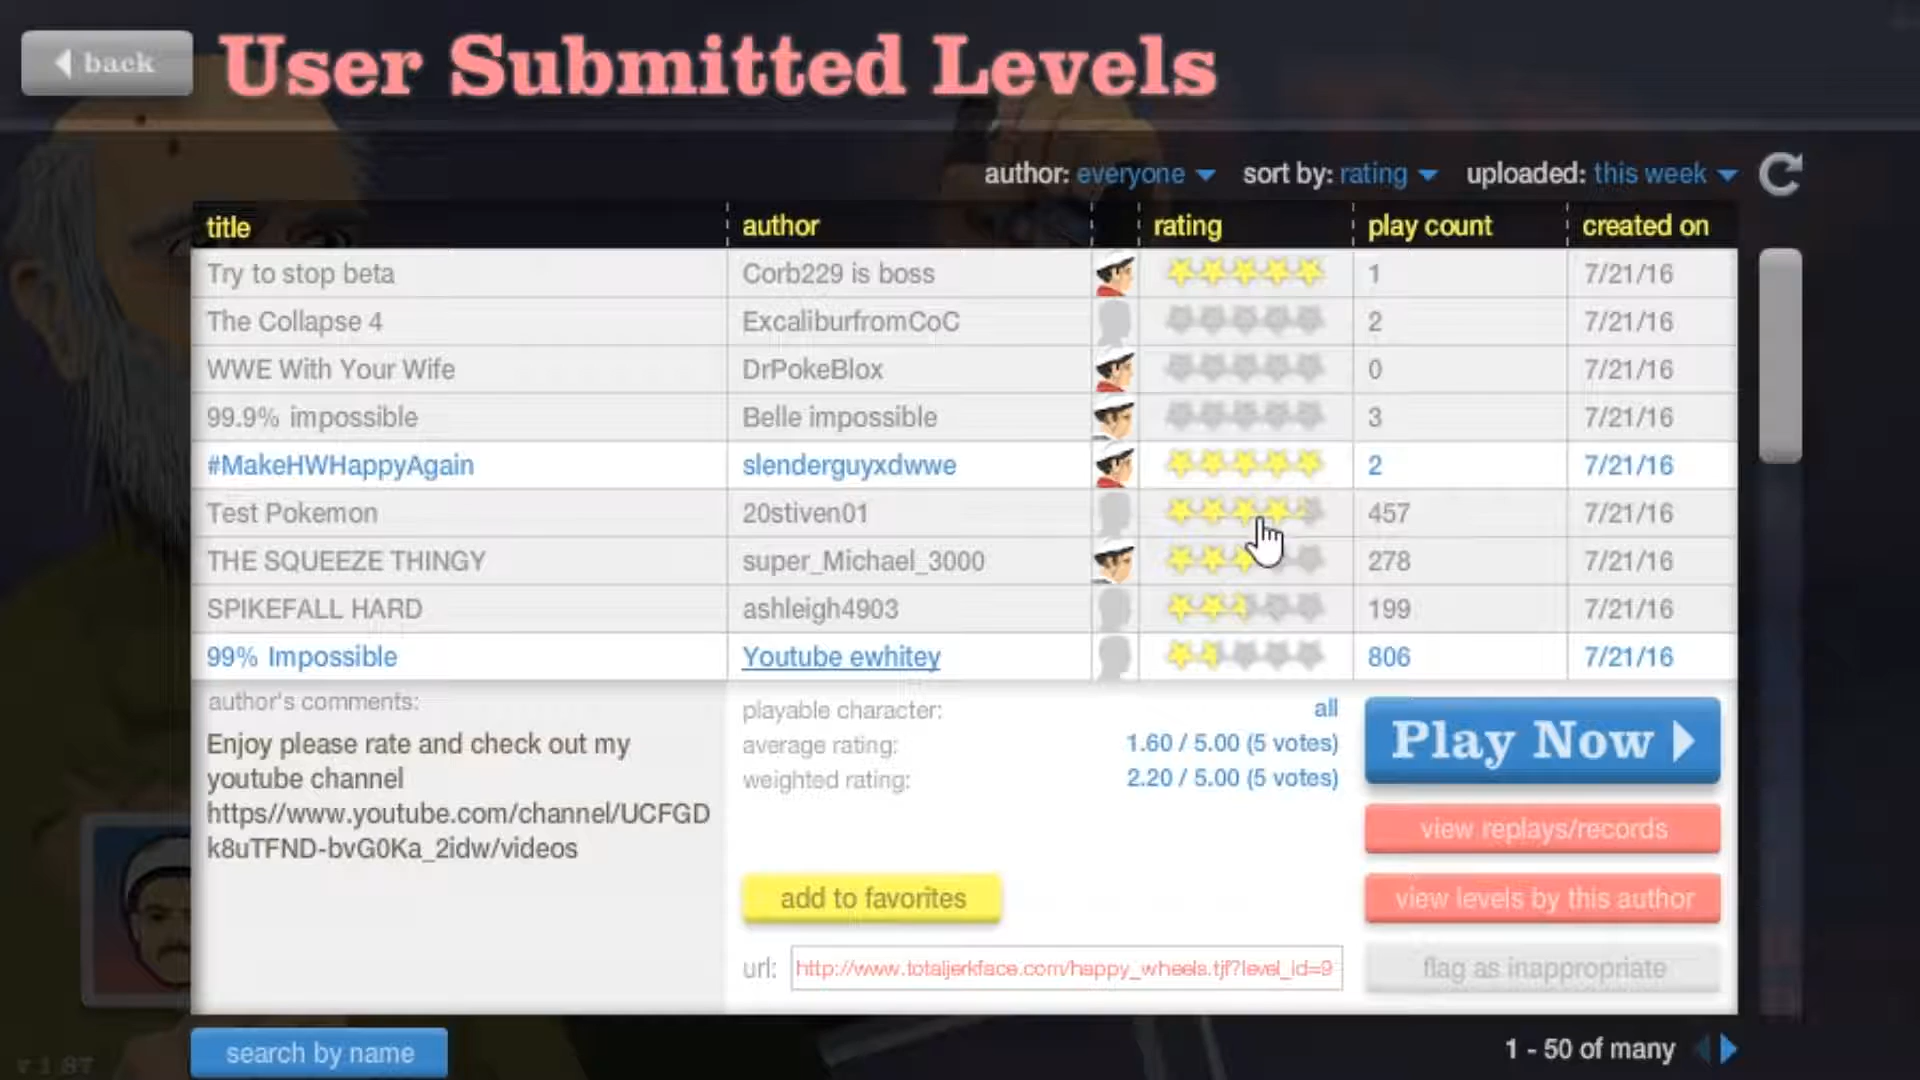 back
User Submitted Levels
author: everyone sort by: rating uploaded: this week
title author rating play count created on
Try to stop beta Corb229 is boss 1 7/21/16
The Collapse 4 ExcaliburfromCoC 2 7/21/16
WWE With Your Wife DrPokeBlox 0 7/21/16
99.9% impossible Belle impossible 3 7/21/16
#MakeHWHappyAgain slenderguyxdwwe 2 7/21/16
Test Pokemon 20stiven01 457 7/21/16
THE SQUEEZE THINGY super_Michael_3000 278 7/21/16
SPIKEFALL HARD ashleigh4903 199 7/21/16
99% Impossible Youtube ewhitey 806 7/21/16
author's comments:
Enjoy please rate and check out my
youtube channel
https//www.youtube.com/channel/UCFGD
k8uTFND-bvG0Ka_2idw/videos
playable character: all
average rating: 1.60 / 5.00 (5 votes)
weighted rating: 2.20 / 5.00 (5 votes)
add to favorites
url: http://www.totaljerkface.com/happy_wheels.tjf?level_id=9
Play Now
view replays/records
view levels by this author
flag as inappropriate
search by name
1 - 50 of many
v 1.87